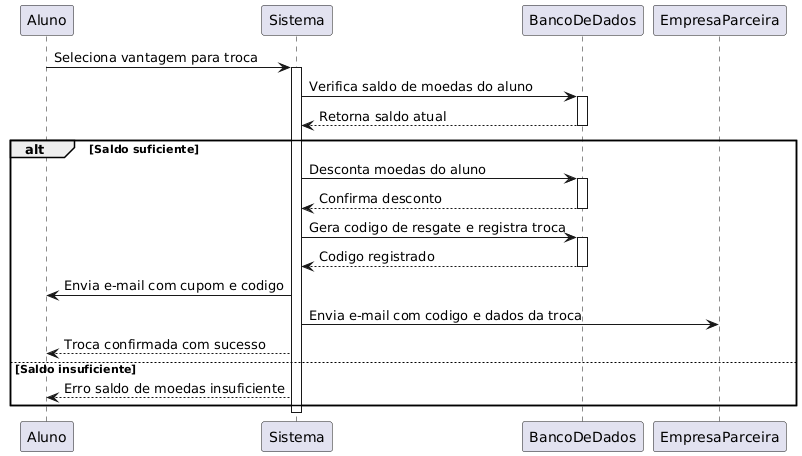 Aluno
Sistema
BancoDeDados
EmpresaParceira
Seleciona vantagem para troca
Verifica saldo de moedas do aluno
Retorna saldo atual
alt
[Saldo suficiente]
Desconta moedas do aluno
Confirma desconto
Gera codigo de resgate e registra troca
Codigo registrado
Envia e-mail com cupom e codigo
Envia e-mail com codigo e dados da troca
Troca confirmada com sucesso
[Saldo insuficiente]
Erro saldo de moedas insuficiente
Aluno
Sistema
BancoDeDados
EmpresaParceira